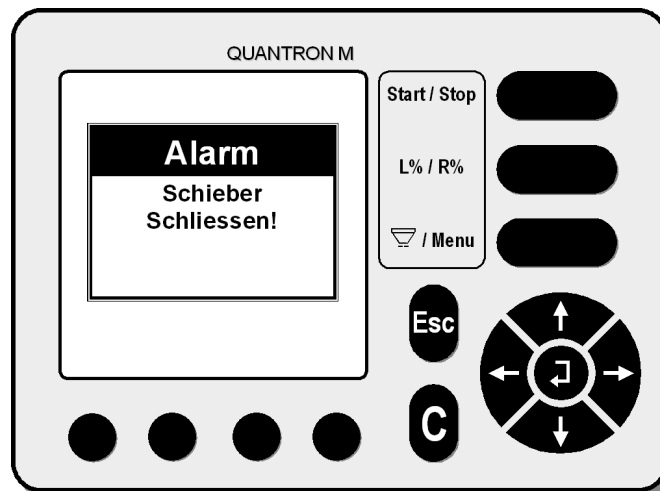 QUANTRON M
Alarm
Schieber
Schliessen!
Start / Stop
L% / R%
/ Menu
Esc
C